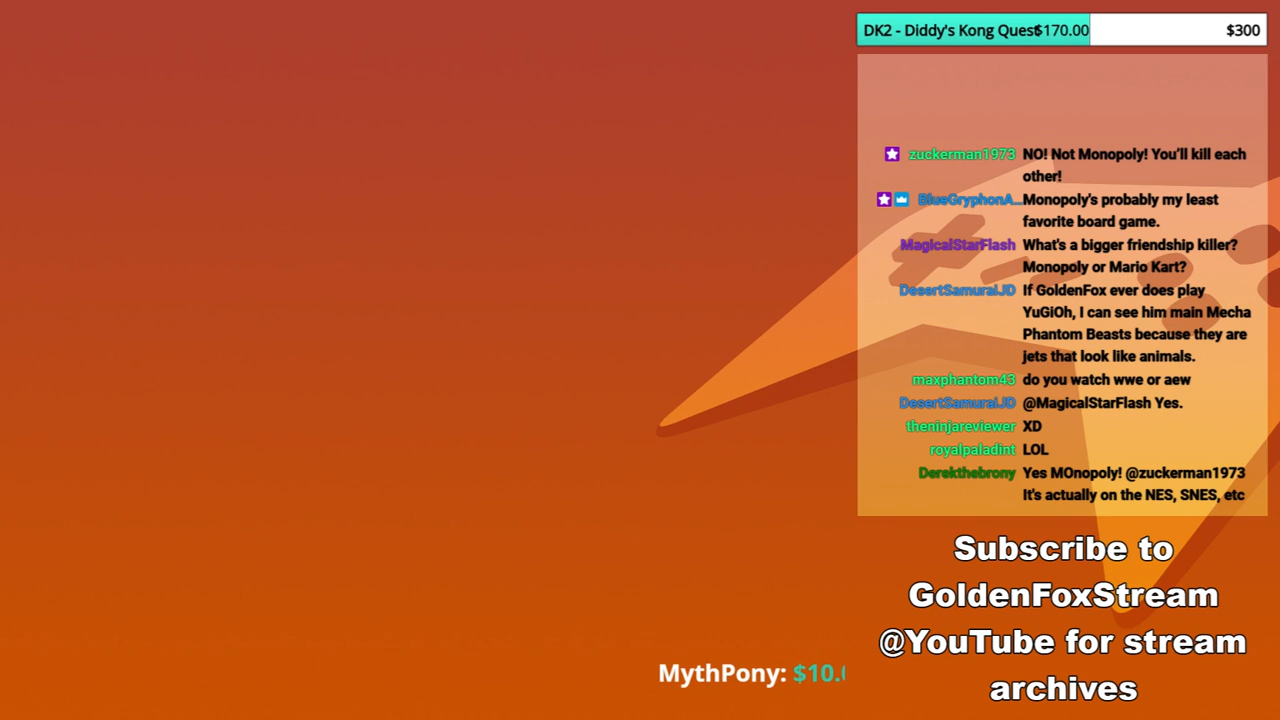 DK2 - Diddy's Kong Quest $170.00 $300
zuckerman1973 NO! Not Monopoly! You'll kill each
other!
BlueGryphonA... Monopoly's probably my least
favorite board game.
MagicalStarFlash What's a bigger friendship killer?
Monopoly or Mario Kart?
DesertSamuraiJD If GoldenFox ever does play
YuGiOh, I can see him main Mecha
Phantom Beasts because they are
jets that look like animals.
maxphantom43 do you watch wwe or aew
DesertSamuraiJD @MagicalStarFlash Yes.
theninjareviewer XD
royalpaladint LOL
Derekthebrony Yes MOnopoly! @zuckerman1973
It's actually on the NES, SNES, etc
Subscribe to
GoldenFoxStream
@YouTube for stream
archives
MythPony: $10.